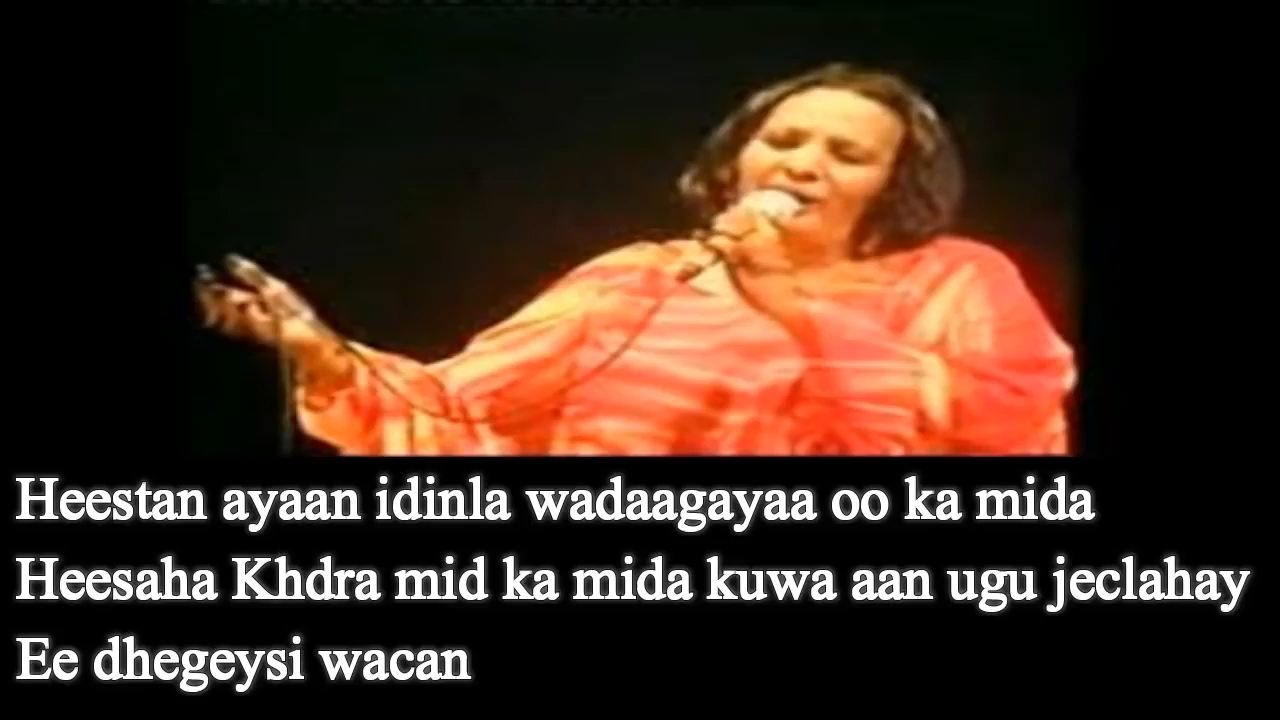 Heestan ayaan idinla wadaagayaa oo ka mida
Heesaha Khdra mid ka mida kuwa aan ugu jeclahay
Ee dhegeysi wacan